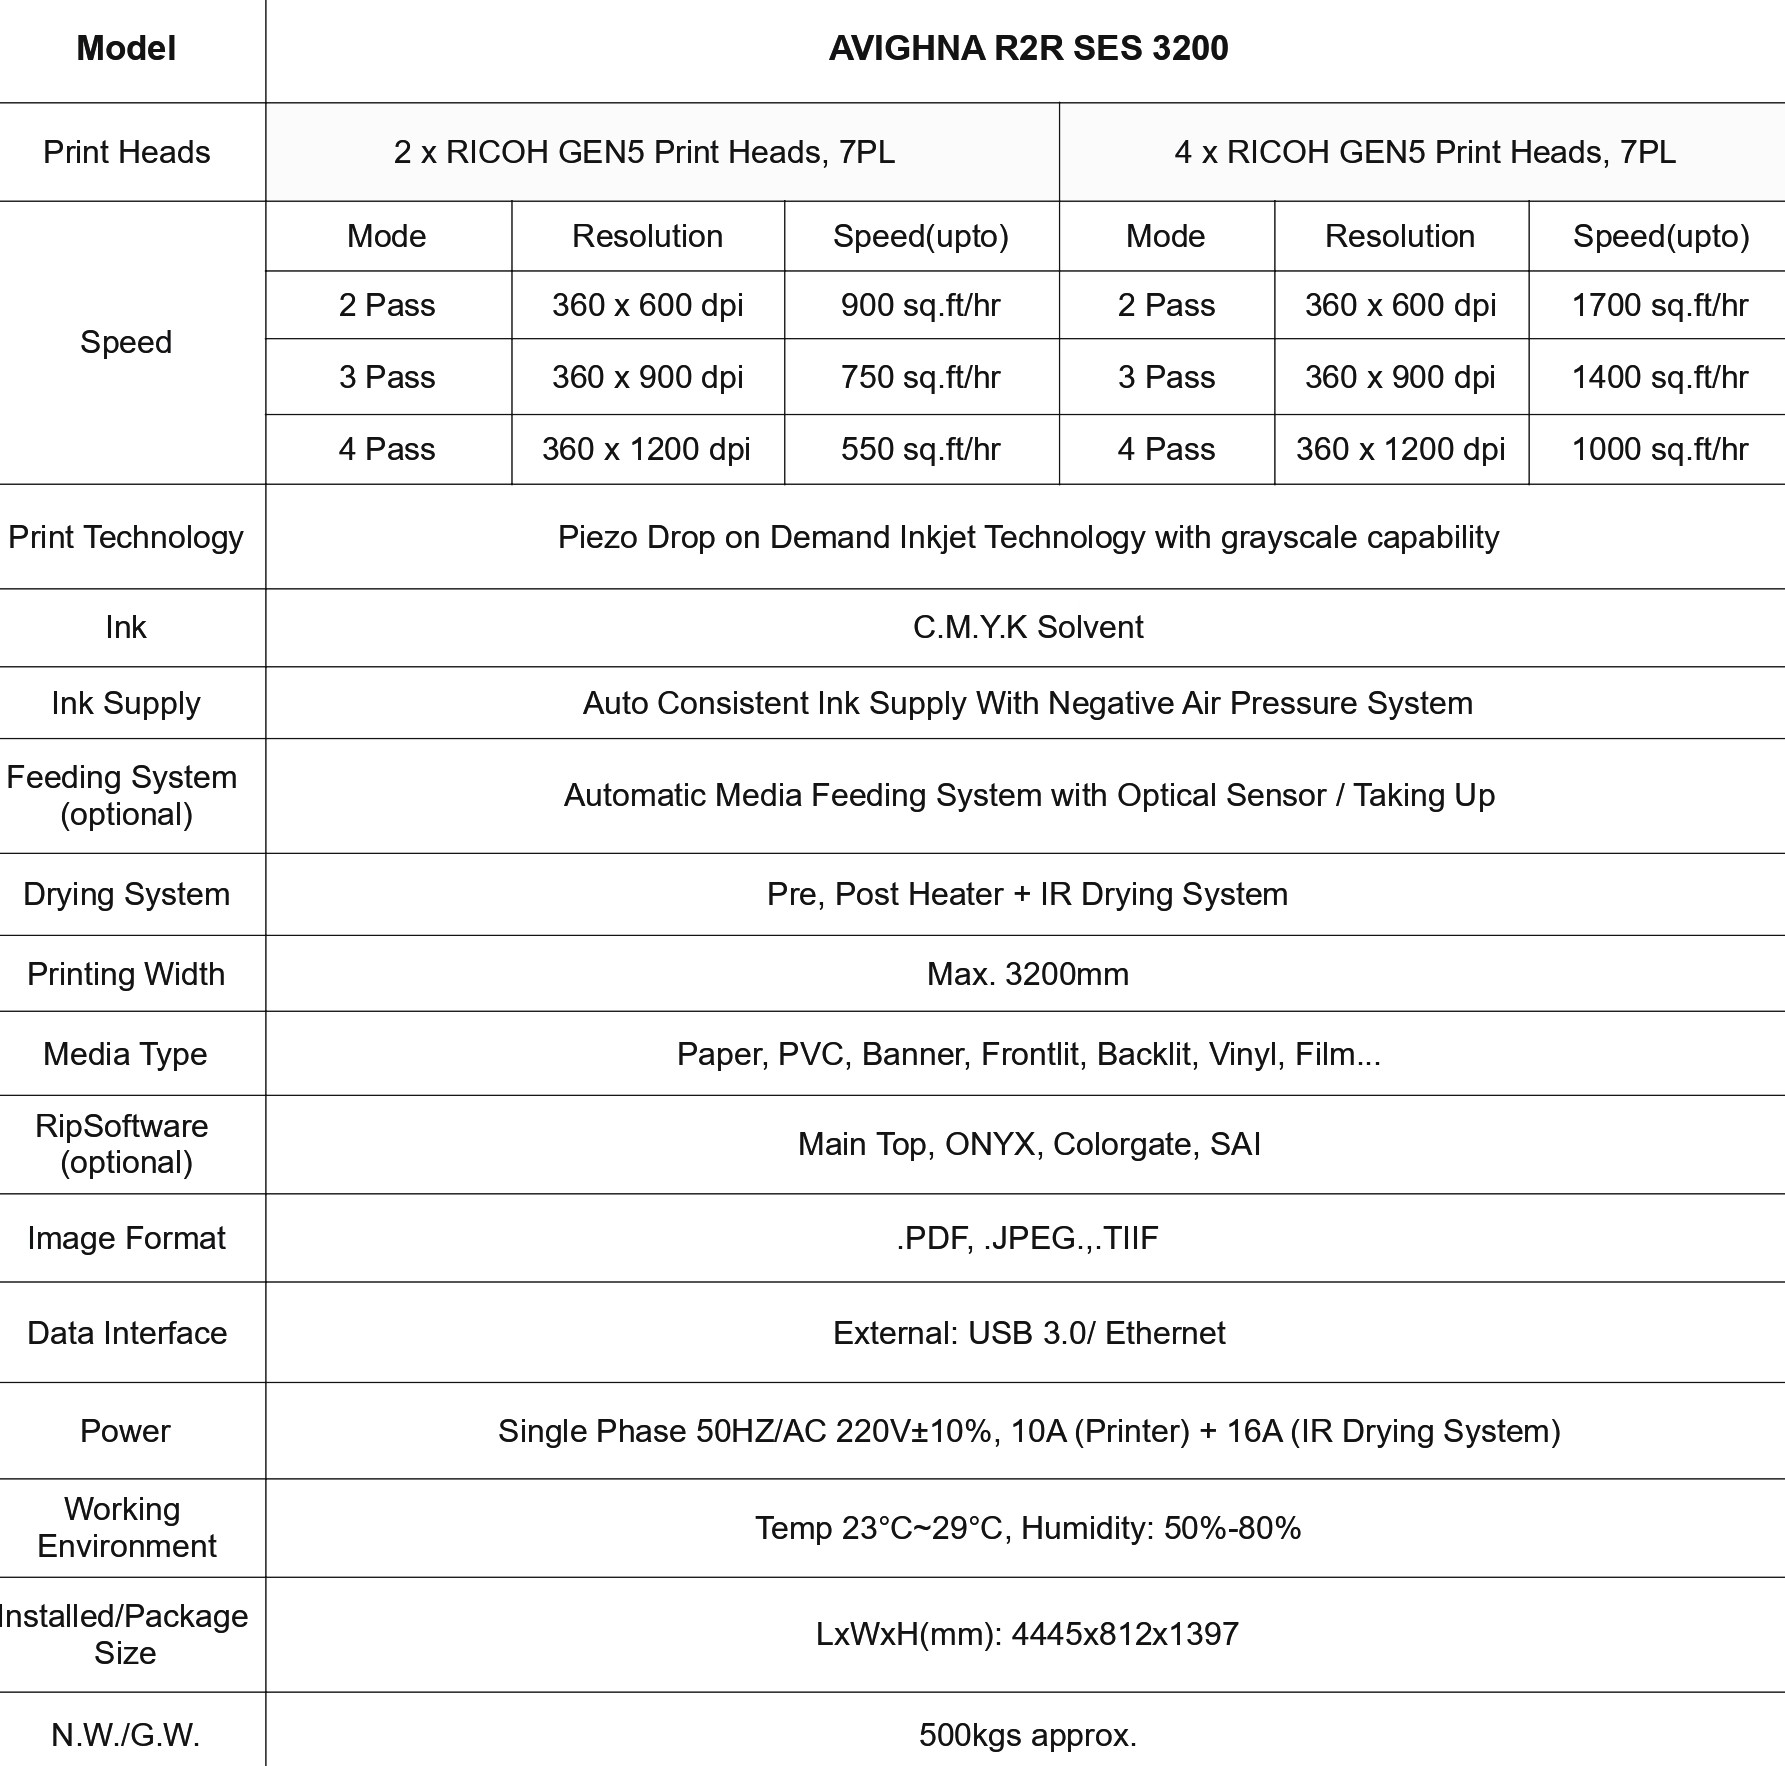 Model AVIGHNA R2R SES 3200
Print Heads 2 x RICOH GEN5 Print Heads, 7PL 4 x RICOH GEN5 Print Heads, 7PL
Mode Resolution Speed(upto) Mode Resolution Speed(upto)
2 Pass 360 x 600 dpi 900 sq.ft/hr 2 Pass 360 x 600 dpi 1700 sq.ft/hr
Speed
3 Pass 360 x 900 dpi 750 sq.ft/hr 3 Pass 360 x 900 dpi 1400 sq.ft/hr
4 Pass 360 x 1200 dpi 550 sq.ft/hr 4 Pass 360 x 1200 dpi 1000 sq.ft/hr
Print Technology Piezo Drop on Demand Inkjet Technology with grayscale capability
Ink C.M.Y.K Solvent
Ink Supply Auto Consistent Ink Supply With Negative Air Pressure System
Feeding System
(optional)
Automatic Media Feeding System with Optical Sensor / Taking Up
Drying System Pre, Post Heater + IR Drying System
Printing Width Max. 3200mm
Media Type Paper, PVC, Banner, Frontlit, Backlit, Vinyl, Film...
RipSoftware
(optional)
Main Top, ONYX, Colorgate, SAI
Image Format .PDF, .JPEG.,.TIIF
Data Interface External: USB 3.0/ Ethernet
Power Single Phase 50HZ/AC 220V±10%, 10A (Printer) + 16A (IR Drying System)
Working
Environment
Temp 23°C~29°C, Humidity: 50%-80%
Installed/Package
Size
LxWxH(mm): 4445x812x1397
N.W./G.W. 500kgs approx.